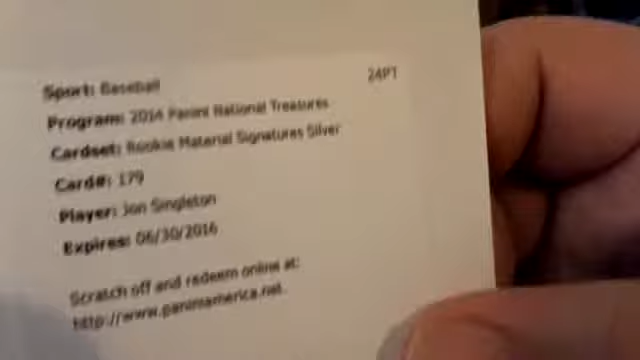 Sport: Baseball
24PT
Program: 2014 Panini National Treasures
Cardset: Rookie Material Signatures Silver
Card#: 179
Player: Jon Singleton
Expires: 06/30/2016
Scratch off and redeem online at:
http://www.paniniamerica.net